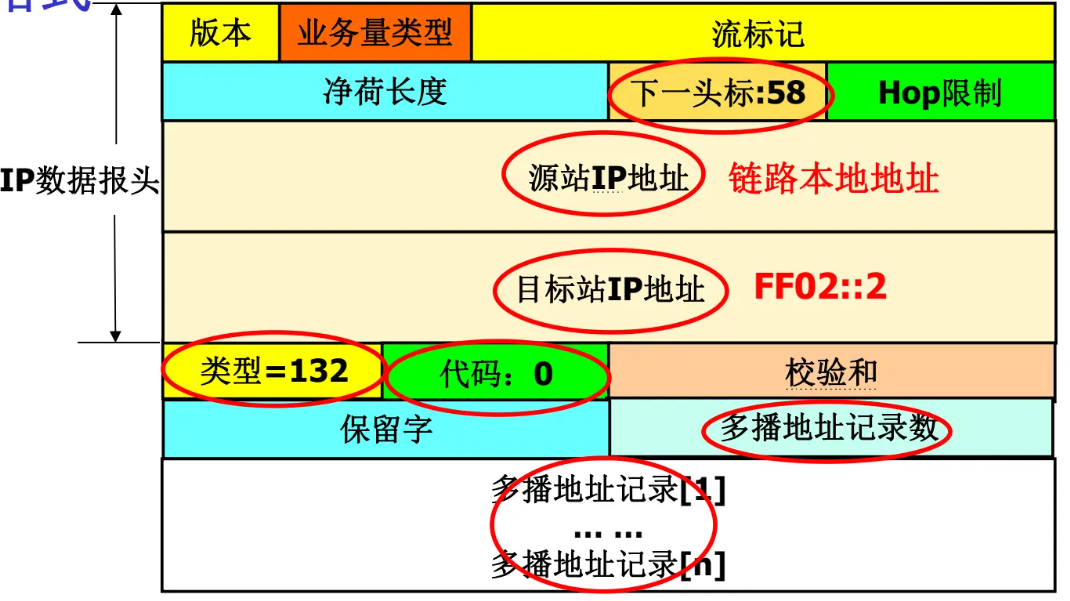 格式
版本 业务量类型 流标记
净荷长度 下一头标:58 Hop限制
IP数据报头
源站IP地址 链路本地地址
目标站IP地址 FF02::2
类型=132 代码：0 校验和
保留字 多播地址记录数
多播地址记录[1]
... ...
多播地址记录[n]